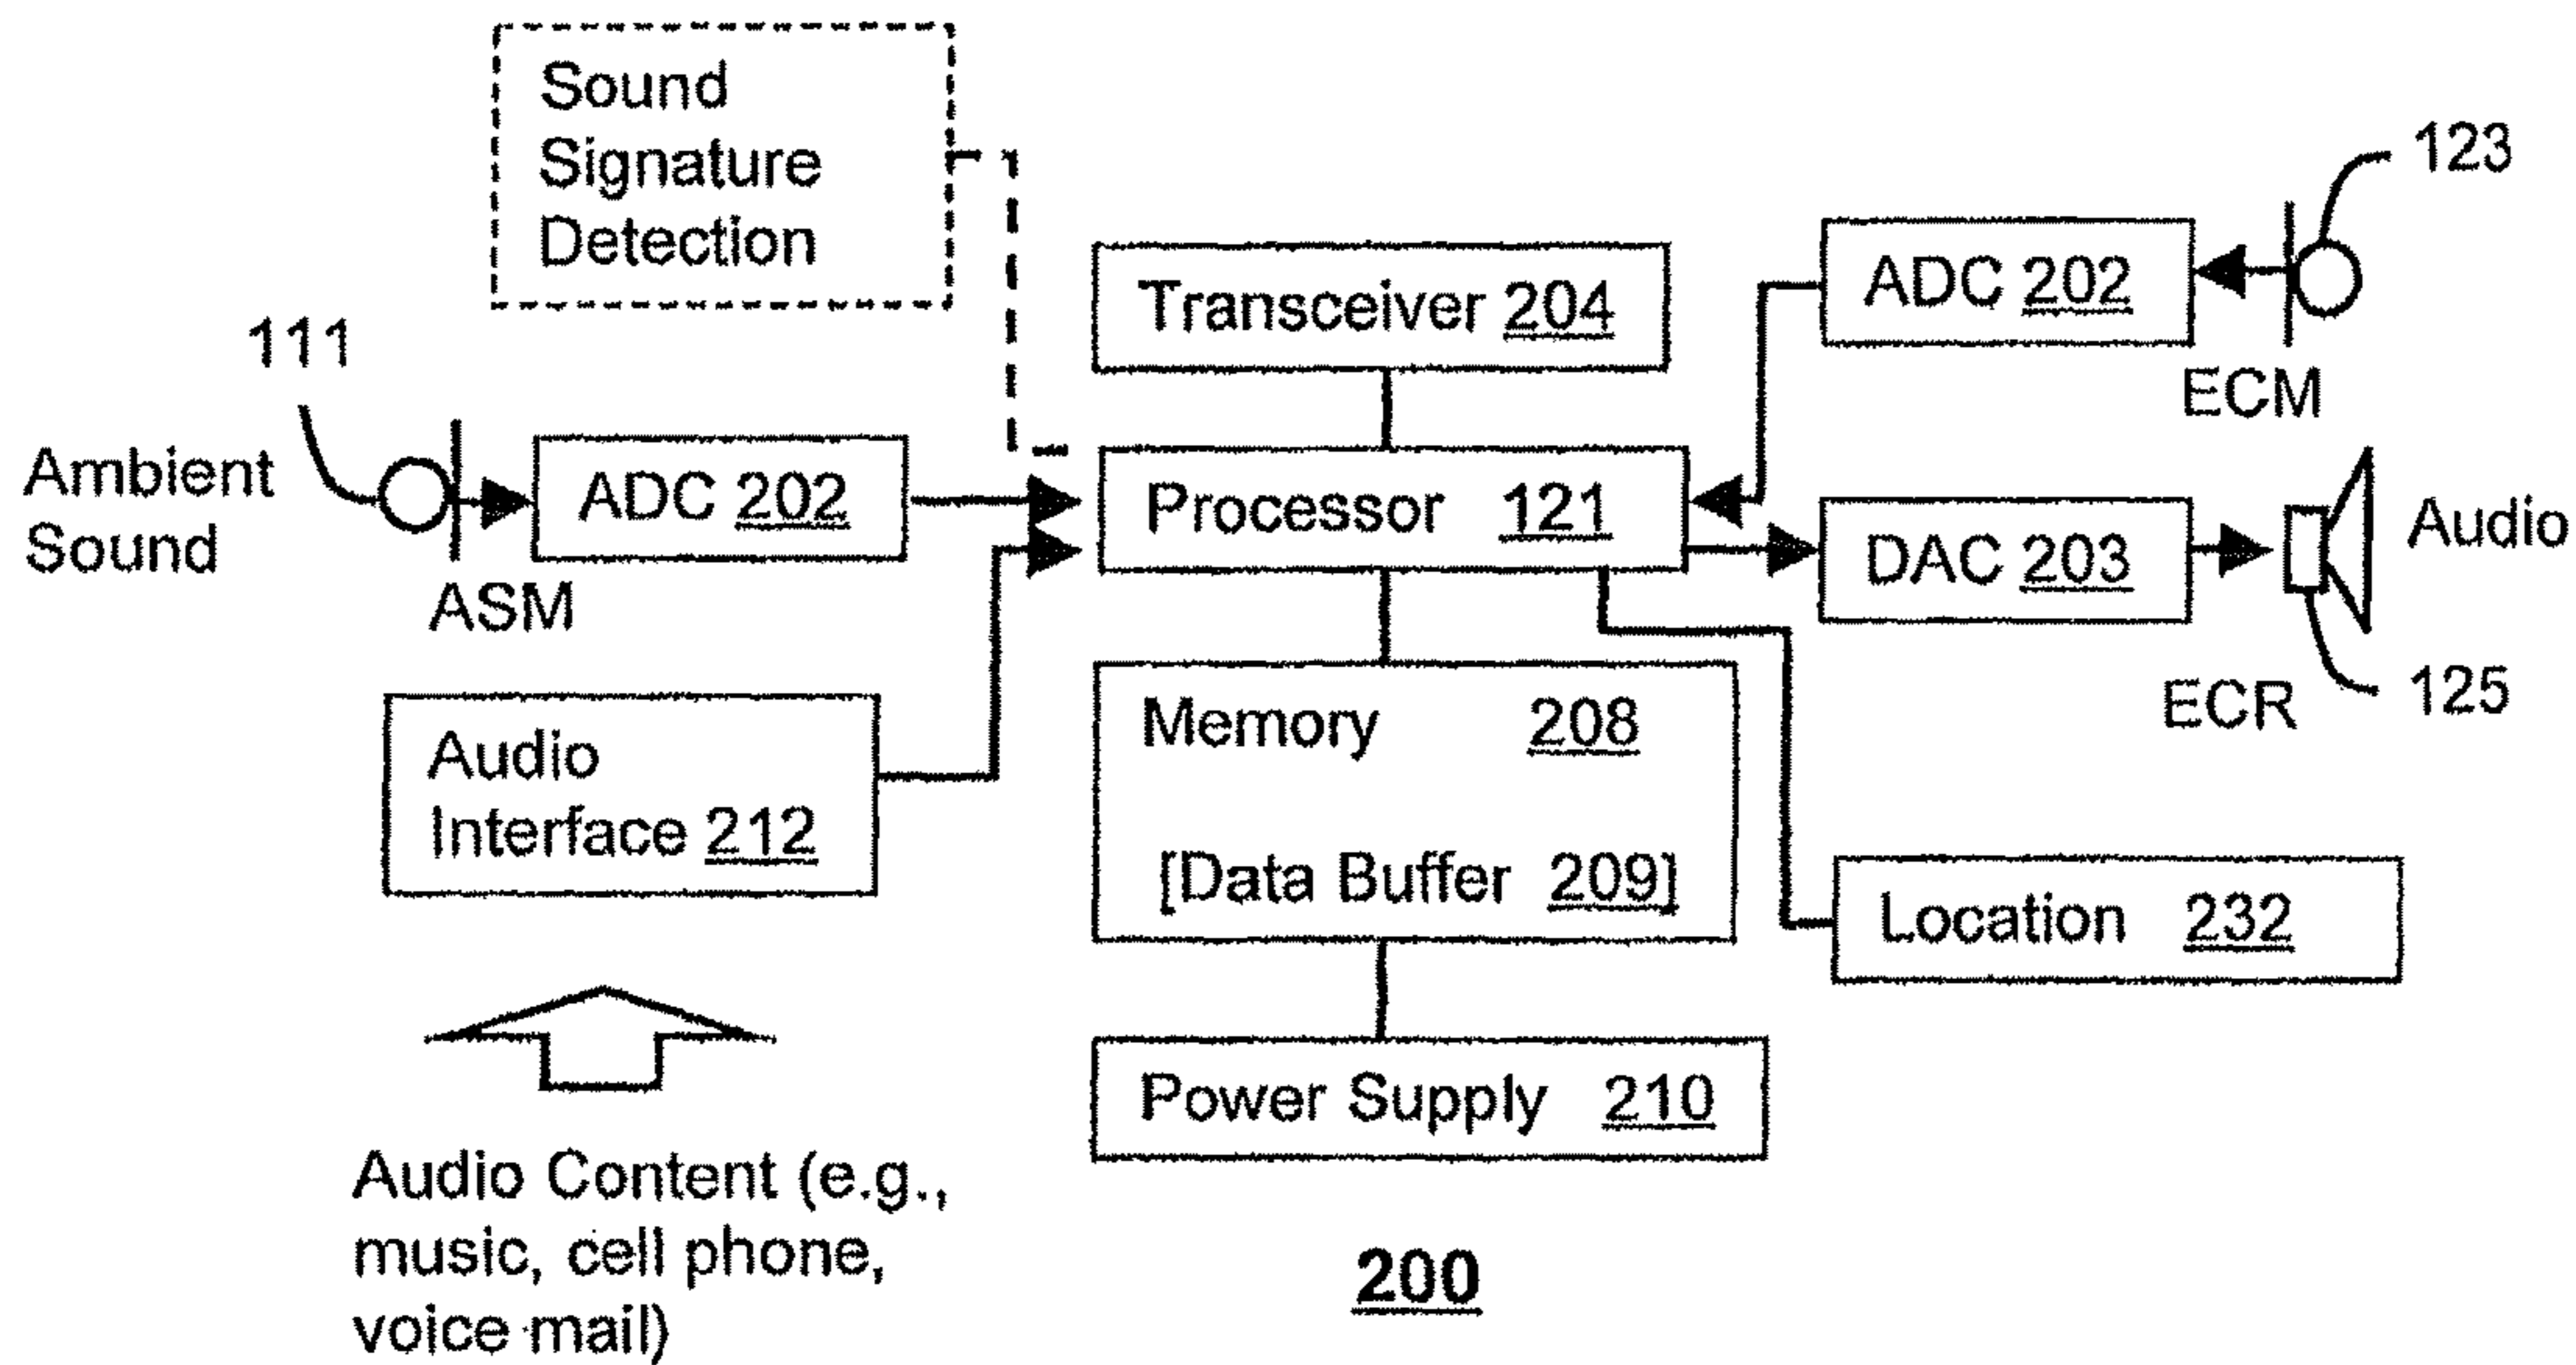 Sound
Signature
Detection
123
Transceiver 204
ADC 202
111
ECM
Ambient
Sound
ADC 202
Processor 121
DAC 203
Audio
ASM
ECR
125
Audio
Interface 212
Memory 208
[Data Buffer 209]
Location 232
Power Supply 210
Audio Content (e.g.,
music, cell phone,
voice mail)
200